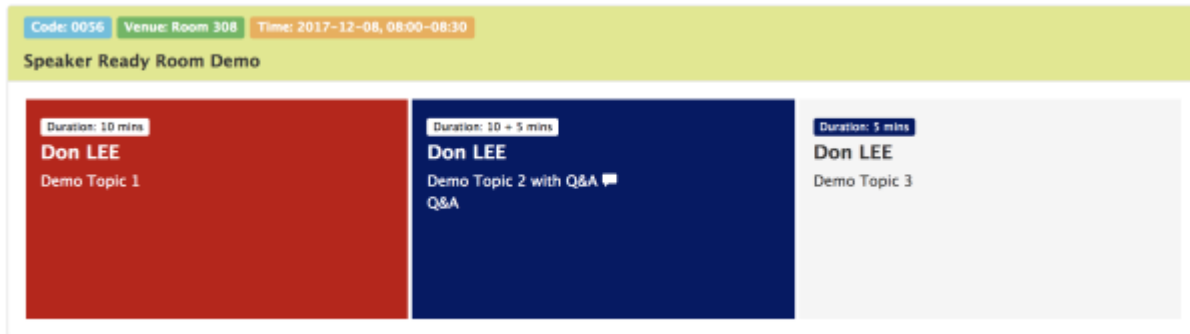 Code: 0056 Venue: Room 308 Time: 2017-12-08, 08:00-08:30
Speaker Ready Room Demo
Duration: 10 mins
Don LEE
Demo Topic 1
Duration: 10 + 5 mins
Don LEE
Demo Topic 2 with Q&A
Q&A
Duration: 5 mins
Don LEE
Demo Topic 3